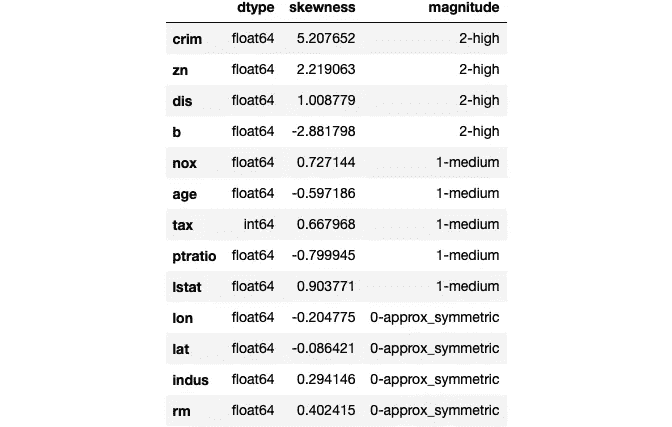 dtype skewness magnitude
crim float64 5.207652 2-high
zn float64 2.219063 2-high
dis float64 1.008779 2-high
b float64 -2.881798 2-high
nox float64 0.727144 1-medium
age float64 -0.597186 1-medium
tax int64 0.667968 1-medium
ptratio float64 -0.799945 1-medium
lstat float64 0.903771 1-medium
lon float64 -0.204775 0-approx_symmetric
lat float64 -0.086421 0-approx_symmetric
indus float64 0.294146 0-approx_symmetric
rm float64 0.402415 0-approx_symmetric